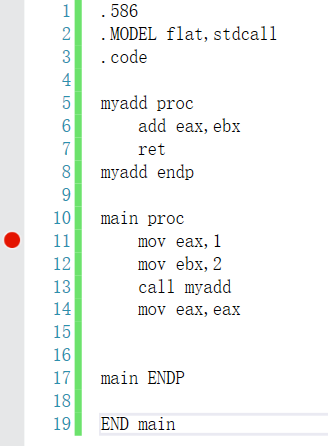 1 .586
2 .MODEL flat,stdcall
3 .code
4
5 myadd proc
6     add eax,ebx
7     ret
8 myadd endp
9
10 main proc
11     mov eax,1
12     mov ebx,2
13     call myadd
14     mov eax,eax
15
16
17 main ENDP
18
19 END main